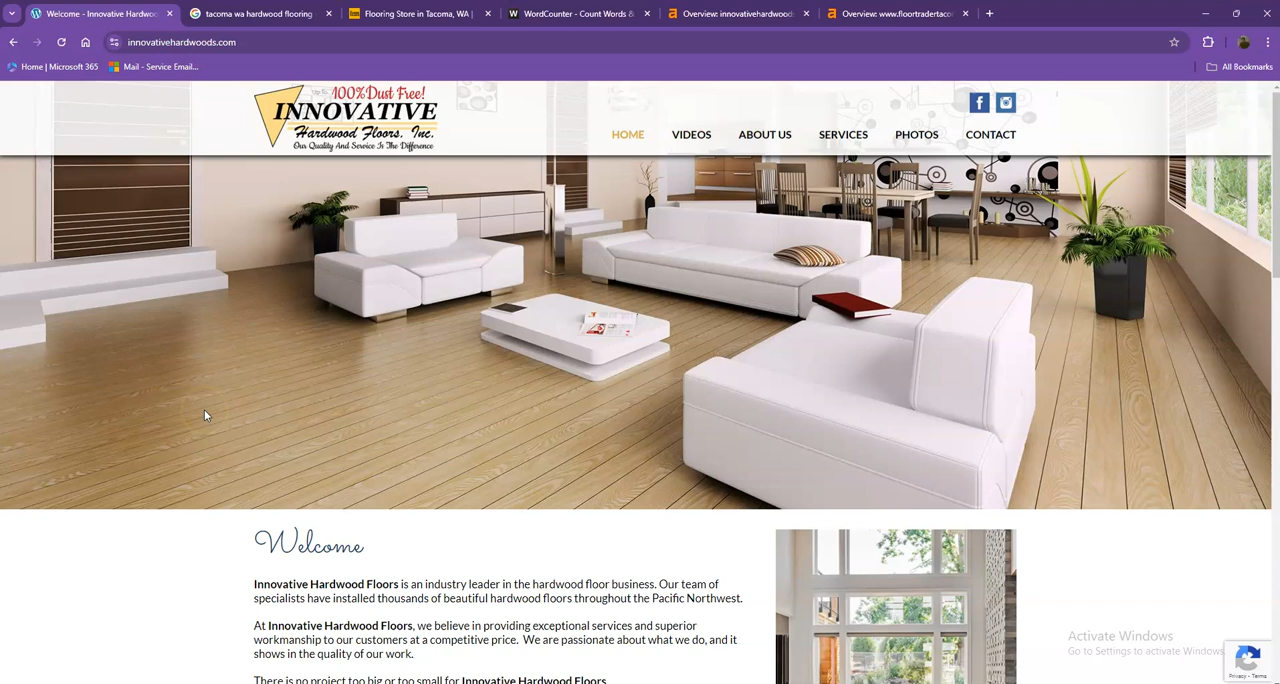 Welcome - Innovative Hardwoo
tacoma wa hardwood flooring
Flooring Store in Tacoma, WA |
WordCounter - Count Words &
Overview: innovativehardwoods
Overview: www.floortradertaco
innovativehardwoods.com
Home | Microsoft 365
Mail - Service Email...
All Bookmarks
100% Dust Free!
INNOVATIVE
Hardwood Floors, Inc.
Our Quality And Service Is The Difference
HOME
VIDEOS
ABOUT US
SERVICES
PHOTOS
CONTACT
Welcome
Innovative Hardwood Floors is an industry leader in the hardwood floor business. Our team of
specialists have installed thousands of beautiful hardwood floors throughout the Pacific Northwest.
At Innovative Hardwood Floors, we believe in providing exceptional services and superior
workmanship to our customers at a competitive price. We are passionate about what we do, and it
shows in the quality of our work.
There is no project too big or too small for Innovative Hardwood Floors.
Activate Windows
Go to Settings to activate Windows.
Privacy - Terms